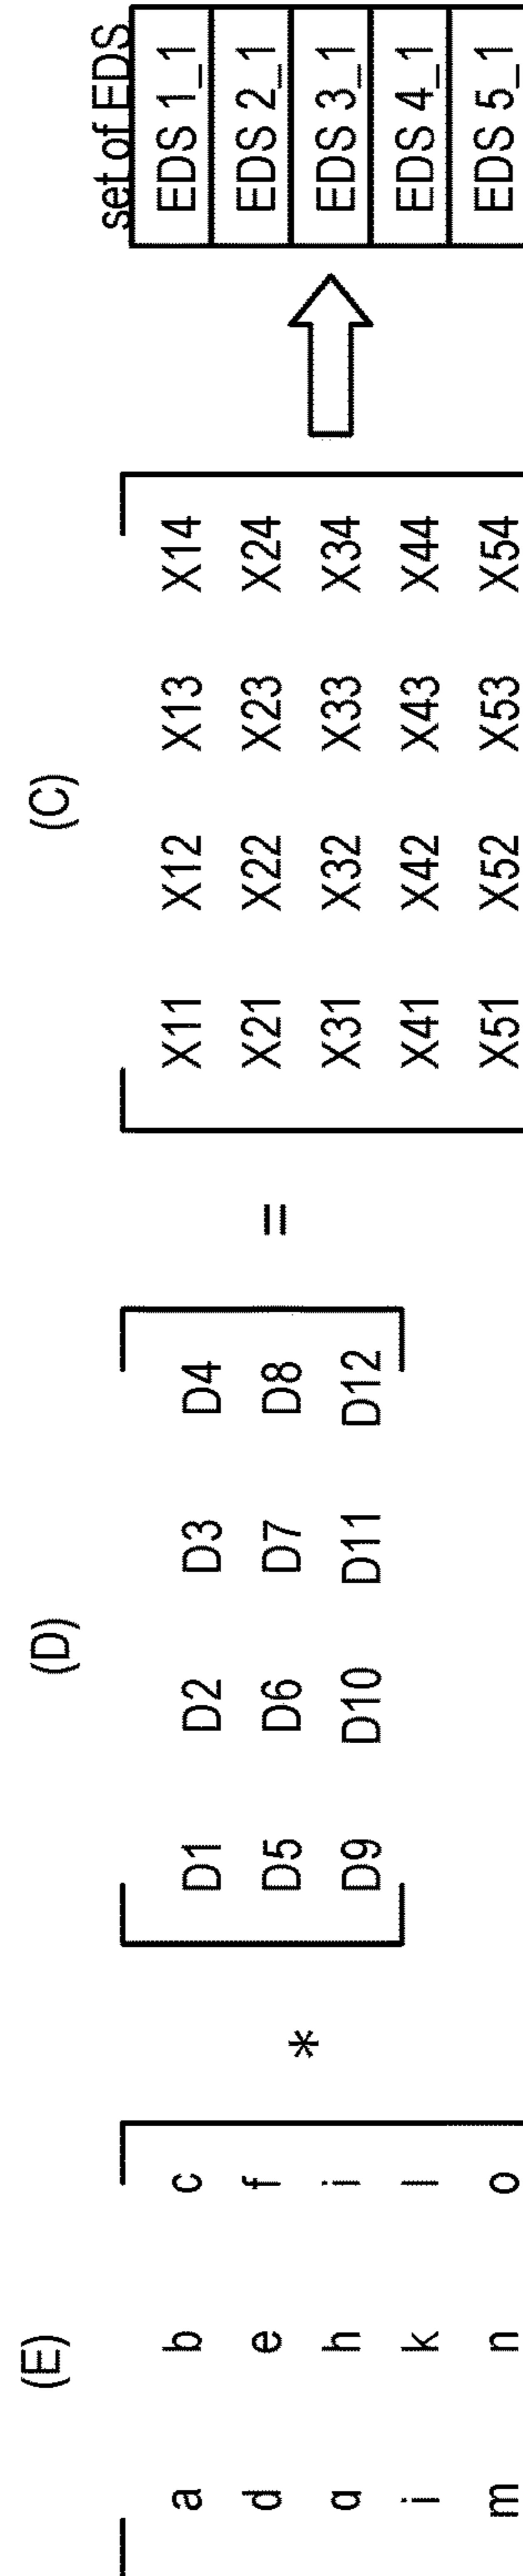 (E) (D) (C) set of EDS
a b c D1 D2 D3 D4 X11 X12 X13 X14 EDS 1_1
d e f * D5 D6 D7 D8 = X21 X22 X23 X24 EDS 2_1
g h i D9 D10 D11 D12 X31 X32 X33 X34 EDS 3_1
j k l X41 X42 X43 X44 EDS 4_1
m n o X51 X52 X53 X54 EDS 5_1